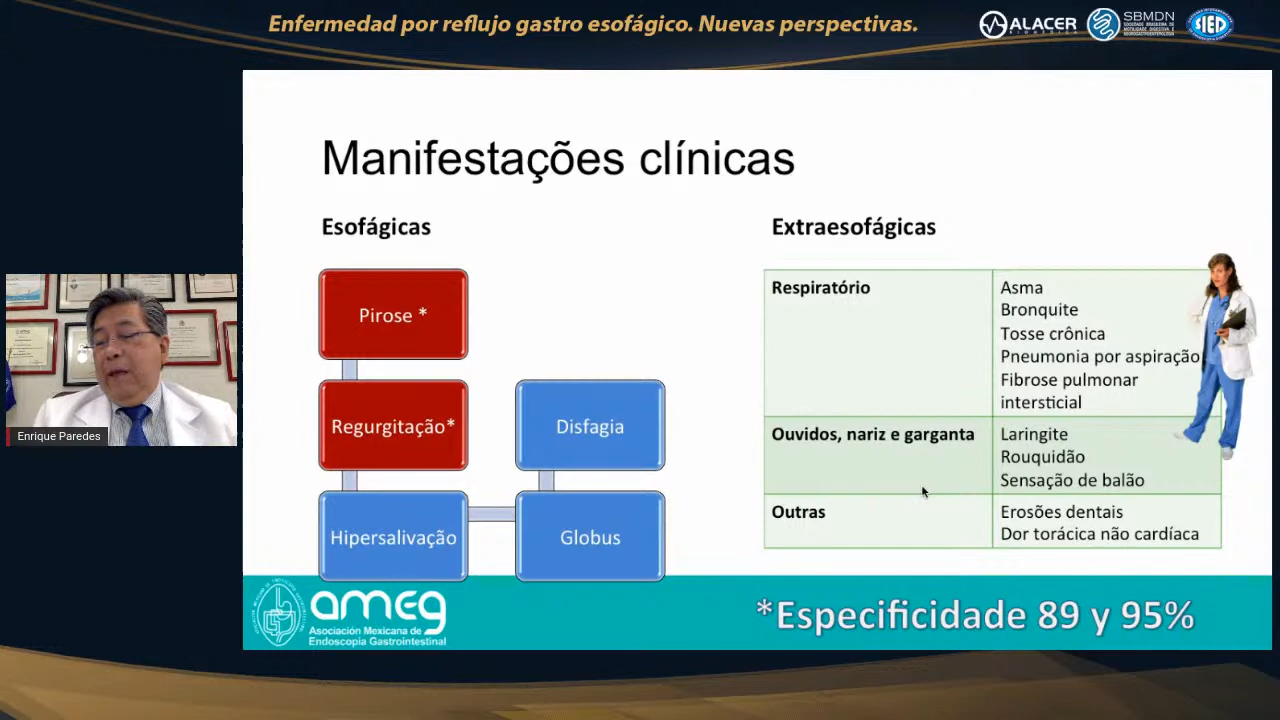 Enfermedad por reflujo gastro esofágico. Nuevas perspectivas.
ALACER
BIOMÉDICA
SBMDN
SIED
Manifestações clínicas
Esofágicas
Pirose *
Regurgitação*
Disfagia
Hipersalivação
Globus
Extraesofágicas
Respiratório
Asma
Bronquite
Tosse crônica
Pneumonia por aspiração
Fibrose pulmonar
intersticial
Ouvidos, nariz e garganta
Laringite
Rouquidão
Sensação de balão
Outras
Erosões dentais
Dor torácica não cardíaca
Enrique Paredes
ameg
Asociación Mexicana de
Endoscopia Gastrointestinal
*Especificidade 89 y 95%